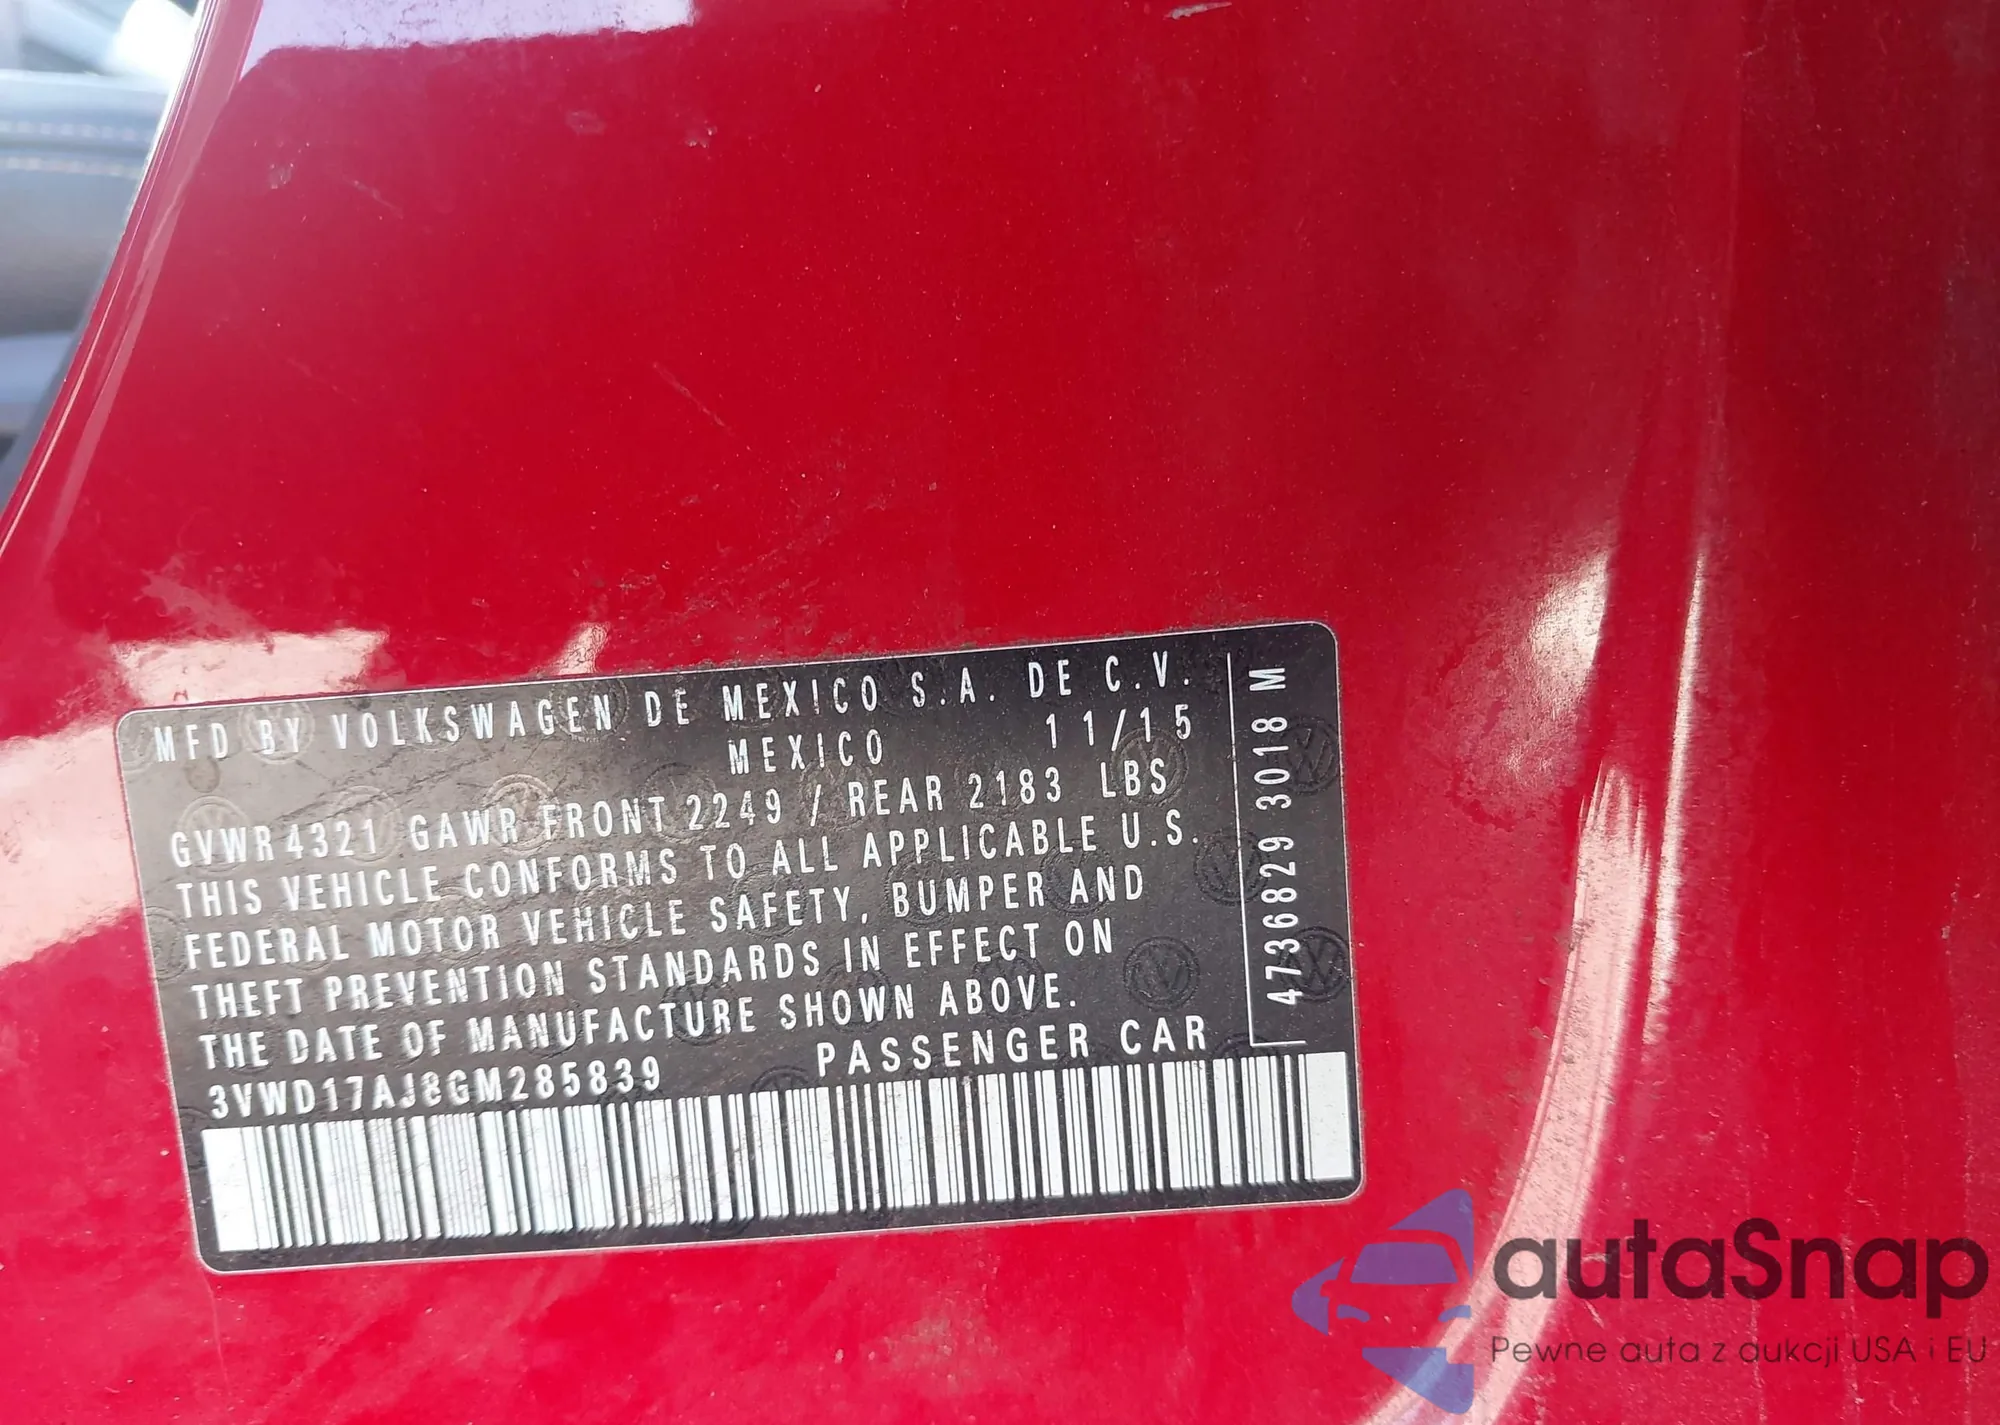 MFD BY VOLKSWAGEN DE MEXICO S.A. DE C.V.
MEXICO 11/15
GVWR 4321 GAWR FRONT 2249 / REAR 2183 LBS
THIS VEHICLE CONFORMS TO ALL APPLICABLE U.S.
FEDERAL MOTOR VEHICLE SAFETY, BUMPER AND
THEFT PREVENTION STANDARDS IN EFFECT ON
THE DATE OF MANUFACTURE SHOWN ABOVE.
3VWD17AJ8GM285839 PASSENGER CAR
4736829 3018 M
autaSnap
Pewne auta z aukcji USA i EU